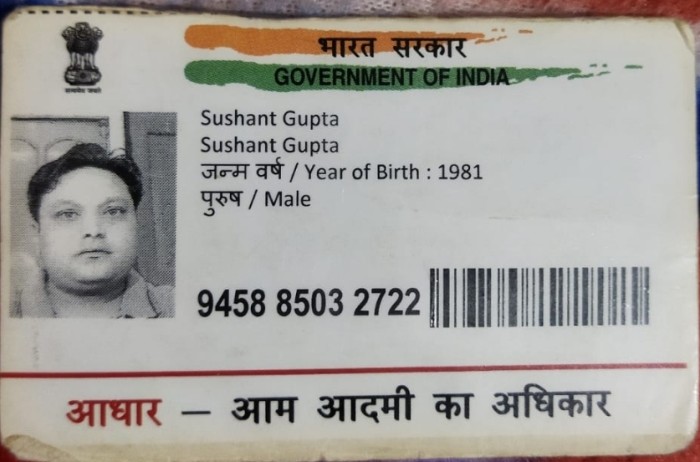 भारत सरकार
GOVERNMENT OF INDIA
Sushant Gupta
Sushant Gupta
जन्म वर्ष / Year of Birth : 1981
पुरुष / Male
9458 8503 2722
आधार – आम आदमी का अधिकार